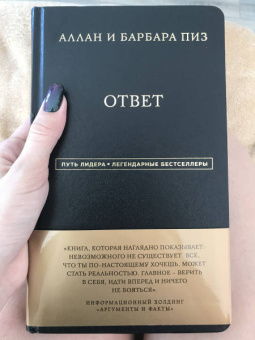 АЛЛАН И БАРБАРА ПИЗ
ОТВЕТ
ПУТЬ ЛИДЕРА • ЛЕГЕНДАРНЫЕ БЕСТСЕЛЛЕРЫ
«КНИГА, КОТОРАЯ НАГЛЯДНО ПОКАЗЫВАЕТ:
НЕВОЗМОЖНОГО НЕ СУЩЕСТВУЕТ. ВСЕ,
ЧТО ТЫ ПО-НАСТОЯЩЕМУ ХОЧЕШЬ, МОЖЕТ
СТАТЬ РЕАЛЬНОСТЬЮ. ГЛАВНОЕ – ВЕРИТЬ
В СЕБЯ, ИДТИ ВПЕРЕД И НИЧЕГО
НЕ БОЯТЬСЯ».
ИНФОРМАЦИОННЫЙ ХОЛДИНГ
«АРГУМЕНТЫ И ФАКТЫ»